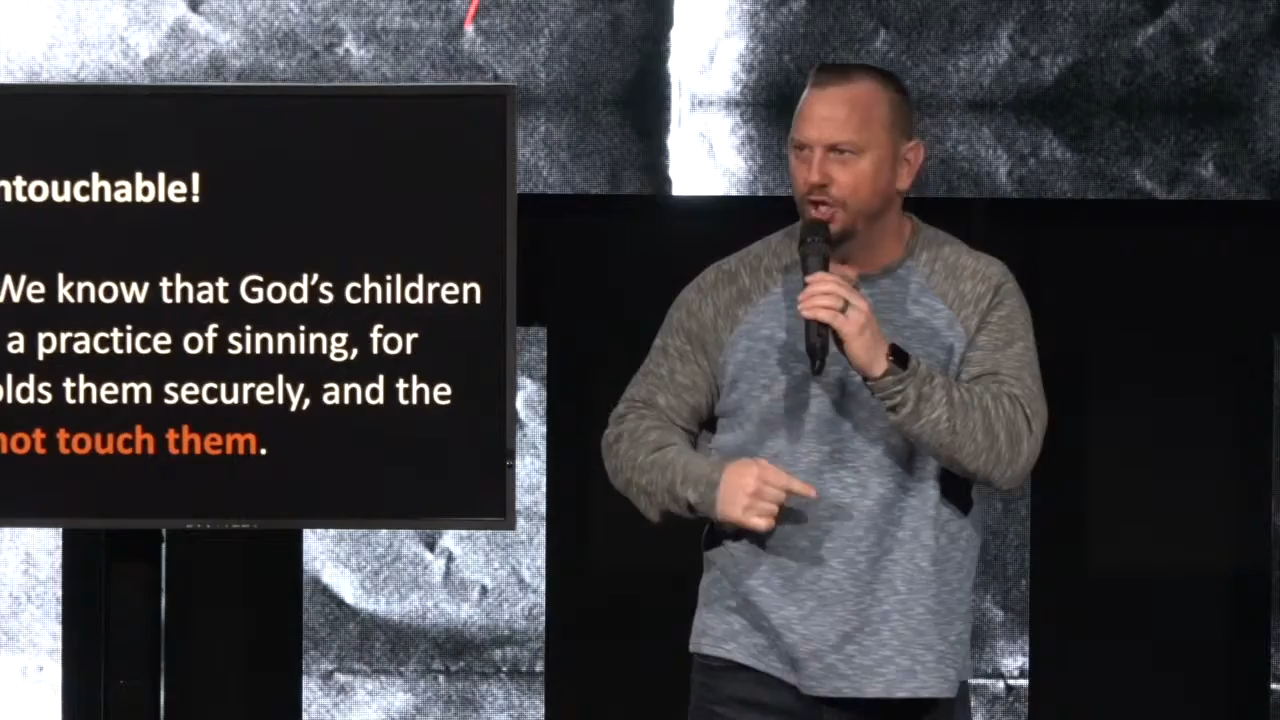 ntouchable!
We know that God's children
a practice of sinning, for
olds them securely, and the
not touch them.